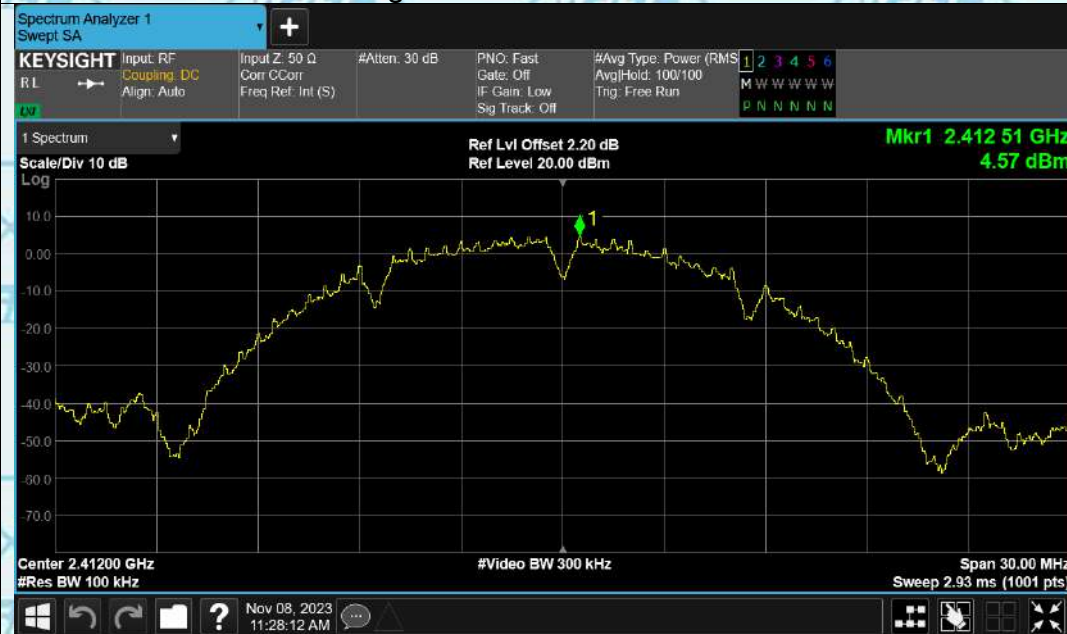 Spectrum Analyzer 1
Swept SA
+
KEYSIGHT
RL
LXI
Input: RF
Coupling: DC
Align: Auto
Input Z: 50 Ω
Corr CCorr
Freq Ref: Int (S)
#Atten: 30 dB
PNO: Fast
Gate: Off
IF Gain: Low
Sig Track: Off
#Avg Type: Power (RMS
Avg|Hold: 100/100
Trig: Free Run
1 2 3 4 5 6
M W W W W W
P N N N N N
1 Spectrum
Scale/Div 10 dB
Log
Ref Lvl Offset 2.20 dB
Ref Level 20.00 dBm
Mkr1 2.412 51 GHz
4.57 dBm
1
10.0
0.00
-10.0
-20.0
-30.0
-40.0
-50.0
-60.0
-70.0
Center 2.41200 GHz
#Res BW 100 kHz
#Video BW 300 kHz
Span 30.00 MHz
Sweep 2.93 ms (1001 pts)
?
Nov 08, 2023
11:28:12 AM